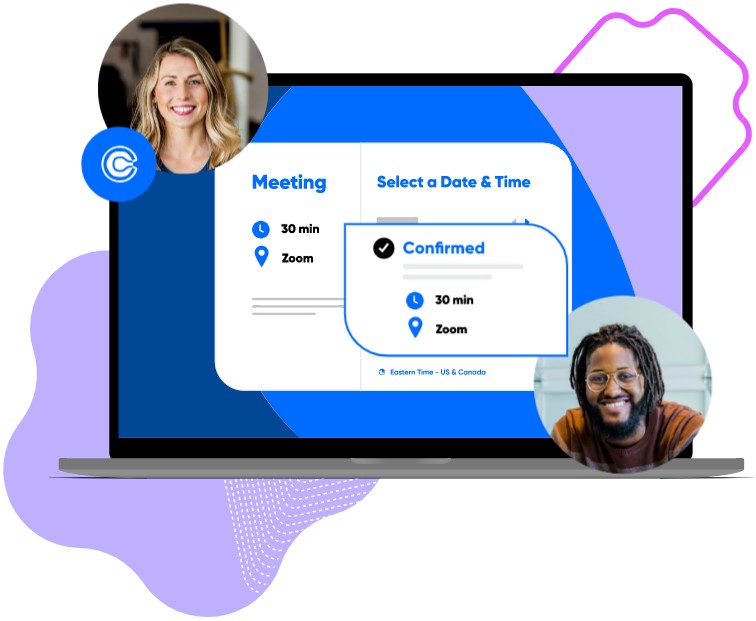 Meeting
30 min
Zoom
Select a Date & Time
Confirmed
30 min
Zoom
Eastern Time - US & Canada